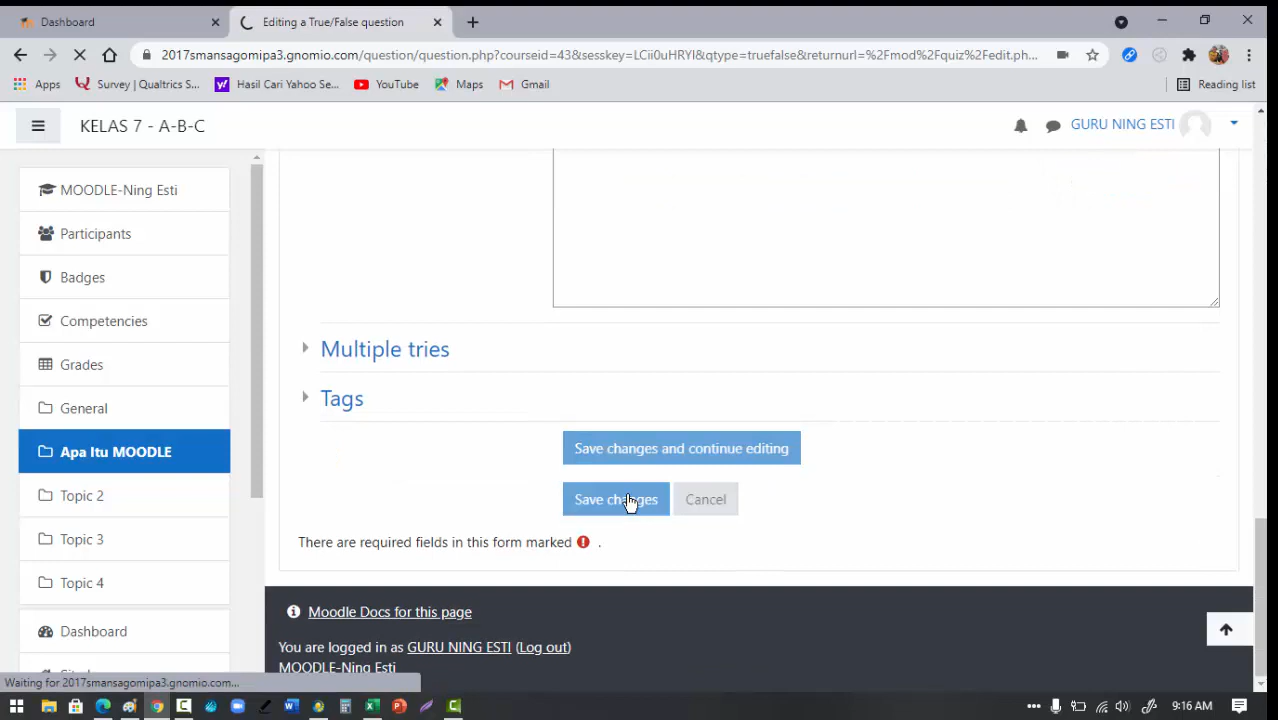 Dashboard
Editing a True/False question
2017smansagomipa3.gnomio.com/question/question.php?courseid=43&sesskey=LCii0uHRYI&qtype=truefalse&returnurl=%2Fmod%2Fquiz%2Fedit.ph...
Apps
Survey | Qualtrics S...
Hasil Cari Yahoo Se...
YouTube
Maps
Gmail
Reading list
KELAS 7 - A-B-C
GURU NING ESTI
MOODLE-Ning Esti
Participants
Badges
Competencies
Grades
General
Apa Itu MOODLE
Topic 2
Topic 3
Topic 4
Dashboard
Multiple tries
Tags
Save changes and continue editing
Save changes
Cancel
There are required fields in this form marked .
Moodle Docs for this page
You are logged in as GURU NING ESTI (Log out)
MOODLE-Ning Esti
Waiting for 2017smansagomipa3.gnomio.com...
9:16 AM